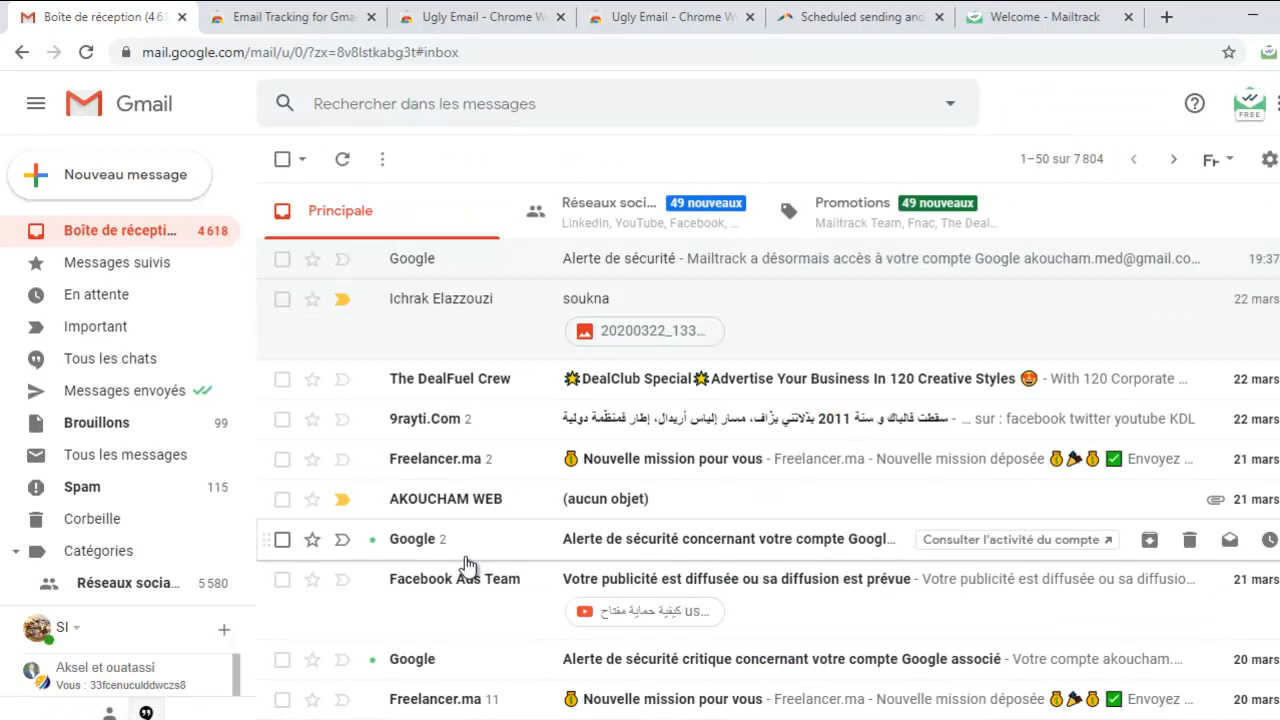 Boîte de réception (4 6
Email Tracking for Gma
Ugly Email - Chrome W
Ugly Email - Chrome W
Scheduled sending and
Welcome - Mailtrack
mail.google.com/mail/u/0/?zx=8v8lstkabg3t#inbox
Gmail
Rechercher dans les messages
FREE
Nouveau message
1–50 sur 7 804
Principale
Réseaux soci... 49 nouveaux
LinkedIn, YouTube, Facebook, ...
Promotions 49 nouveaux
Mailtrack Team, Fnac, The Deal...
Boîte de récepti... 4 618
Messages suivis
En attente
Important
Tous les chats
Messages envoyés
Brouillons 99
Tous les messages
Spam 115
Corbeille
Catégories
Réseaux socia... 5 580
SI
Aksel et ouatassi
Vous : 33fcenuculddwczs8
Google Alerte de sécurité - Mailtrack a désormais accès à votre compte Google akoucham.med@gmail.co... 19:37
Ichrak Elazzouzi soukna 22 mars
20200322_133...
The DealFuel Crew 🌟DealClub Special🌟Advertise Your Business In 120 Creative Styles 🤩 - With 120 Corporate ... 22 mars
9rayti.Com 2 سقطت فالباك و سنة 2011 بدّلاتني بزّاف، مسار إلياس أريدال، إطار فمنظّمة دولية - ... sur : facebook twitter youtube KDL 22 mars
Freelancer.ma 2 🥇 Nouvelle mission pour vous - Freelancer.ma - Nouvelle mission déposée 🥇🎉🥇 ✅ Envoyez ... 21 mars
AKOUCHAM WEB (aucun objet) 21 mars
Google 2 Alerte de sécurité concernant votre compte Googl... Consulter l'activité du compte
Facebook Ads Team Votre publicité est diffusée ou sa diffusion est prévue - Votre publicité est diffusée ou sa diffusio... 21 mars
كيفية حماية مفتاح us...
Google Alerte de sécurité critique concernant votre compte Google associé - Votre compte akoucham.... 20 mars
Freelancer.ma 11 🥇 Nouvelle mission pour vous - Freelancer.ma - Nouvelle mission déposée 🥇🎉🥇 ✅ Envoyez ... 20 mars